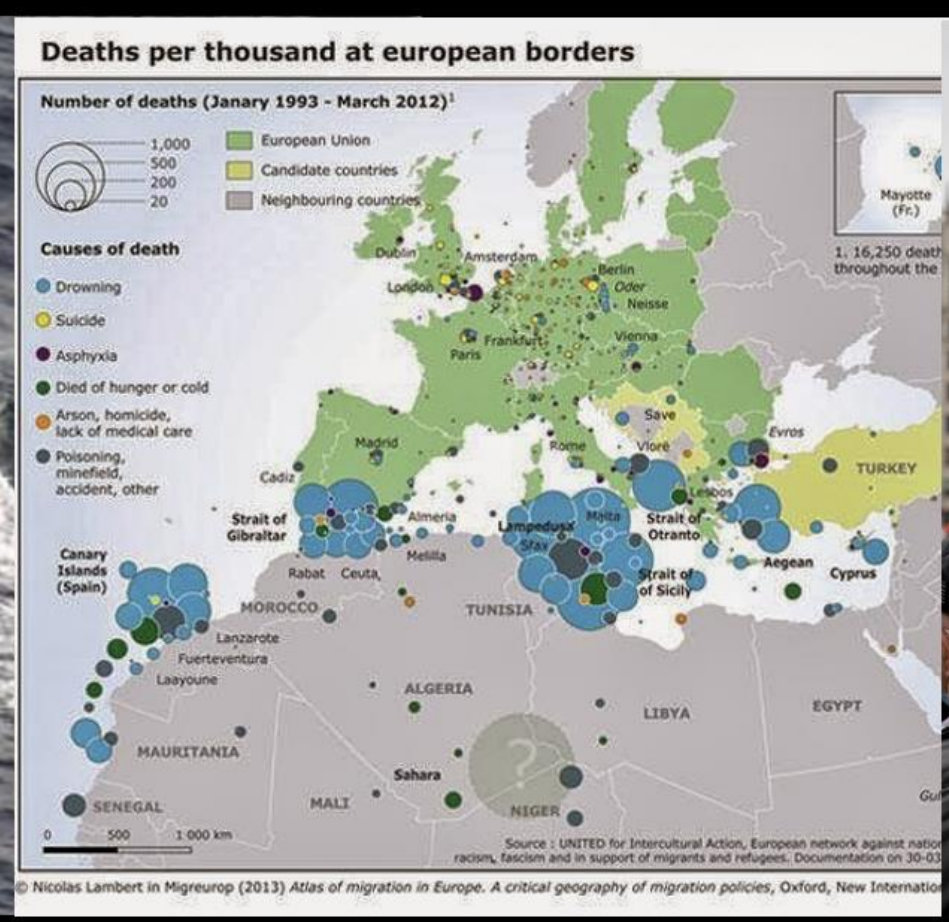 Deaths per thousand at european borders
Number of deaths (Janary 1993 - March 2012)¹
1,000
500
200
20
European Union
Candidate countries
Neighbouring countries
Causes of death
Drowning
Suicide
Asphyxia
Died of hunger or cold
Arson, homicide,
lack of medical care
Poisoning,
minefield,
accident, other
Mayotte
(Fr.)
1. 16,250 death
throughout the
Dublin
Amsterdam
London
Berlin
Oder
Neisse
Paris
Frankfurt
Vienna
Save
Madrid
Rome
Vlorë
Evros
TURKEY
Cadiz
Lesbos
Strait of
Gibraltar
Almeria
Lampedusa
Malta
Strait of
Otranto
Sfax
Melilla
Aegean
Canary
Islands
(Spain)
Rabat
Ceuta,
Strait
of Sicily
Cyprus
MOROCCO
TUNISIA
Lanzarote
Fuerteventura
Laayoune
ALGERIA
LIBYA
EGYPT
MAURITANIA
?
Sahara
SENEGAL
MALI
NIGER
0 500 1 000 km
Source : UNITED for Intercultural Action, European network against natio
racism, fascism and in support of migrants and refugees. Documentation on 30-03
© Nicolas Lambert in Migreurop (2013) Atlas of migration in Europe. A critical geography of migration policies, Oxford, New Internatio